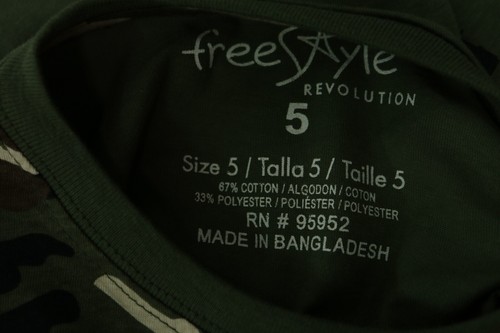 freestyle
REVOLUTION
5
Size 5 / Talla 5 / Taille 5
67% COTTON / ALGODON / COTON
33% POLYESTER / POLIÉSTER / POLYESTER
RN # 95952
MADE IN BANGLADESH